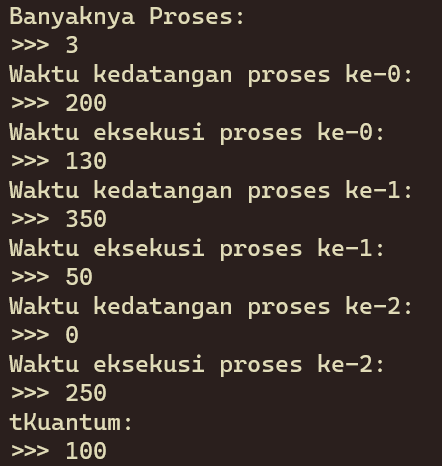 Banyaknya Proses:
>>> 3
Waktu kedatangan proses ke-0:
>>> 200
Waktu eksekusi proses ke-0:
>>> 130
Waktu kedatangan proses ke-1:
>>> 350
Waktu eksekusi proses ke-1:
>>> 50
Waktu kedatangan proses ke-2:
>>> 0
Waktu eksekusi proses ke-2:
>>> 250
tKuantum:
>>> 100